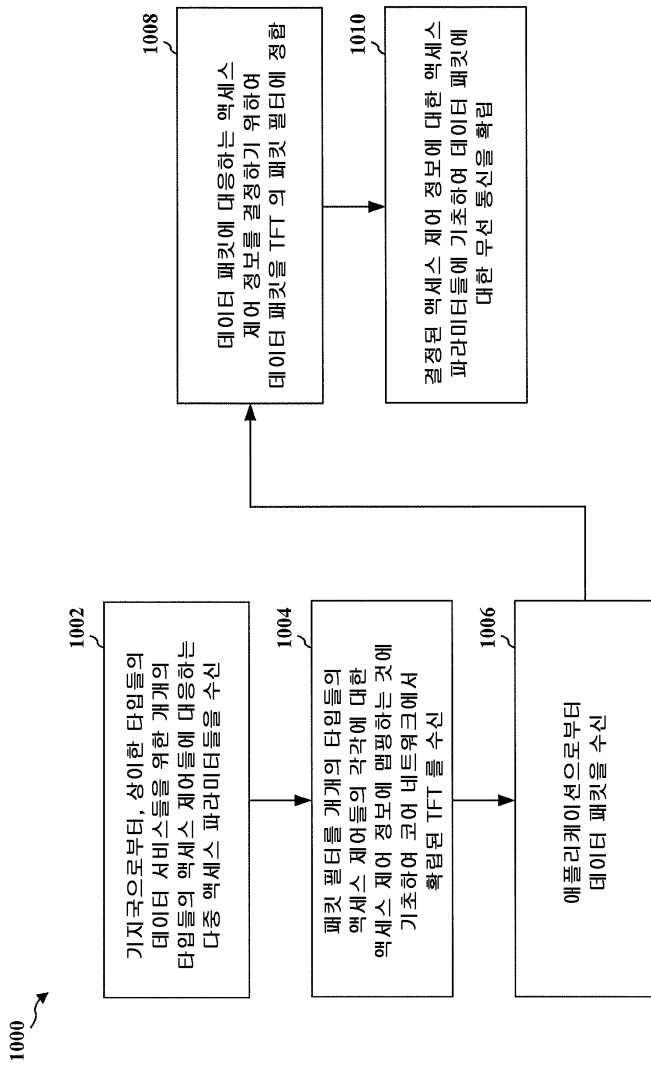 1000
1002
기지국으로부터, 상이한 타입들의
데이터 서비스들을 위한 개개의
타입들의 액세스 제어들에 대응하는
다중 액세스 파라미터들을 수신
1004
패킷 필터를 개개의 타입들의
액세스 제어들의 각각에 대한
액세스 제어 정보에 맵핑하는 것에
기초하여 코어 네트워크에서
확립된 TFT 를 수신
1006
애플리케이션으로부터
데이터 패킷을 수신
1008
데이터 패킷에 대응하는 액세스
제어 정보를 결정하기 위하여
데이터 패킷을 TFT 의 패킷 필터에 정합
1010
결정된 액세스 제어 정보에 대한 액세스
파라미터들에 기초하여 데이터 패킷에
대한 무선 통신을 확립